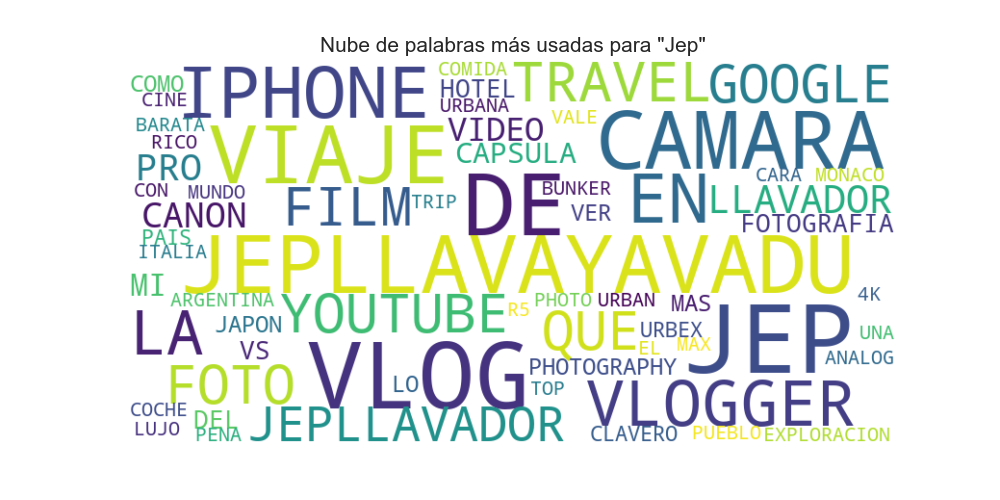 Nube de palabras más usadas para "Jep"
COMO
IPHONE
COMIDA
TRAVEL
GOOGLE
CINE
HOTEL
URBANA
BARATA
VIAJE
VIDEO
VALE
CAMARA
RICO
PRO
CAPSULA
CON
MUNDO
FILM
TRIP
DE
BUNKER
EN
CARA
MONACO
LLAVADOR
CANON
VER
FOTOGRAFIA
PAIS
ITALIA
JEPLLAVAYAVADU
MI
ARGENTINA
YOUTUBE
R5
PHOTO
URBAN
MAS
4K
LA
JAPON
QUE
URBEX
JEP
UNA
VS
EL
MAX
ANALOG
FOTO
VLOG
LO
PHOTOGRAPHY
TOP
VLOGGER
COCHE
DEL
JEPLLAVADOR
LUJO
PENA
CLAVERO
PUEBLO
EXPLORACION